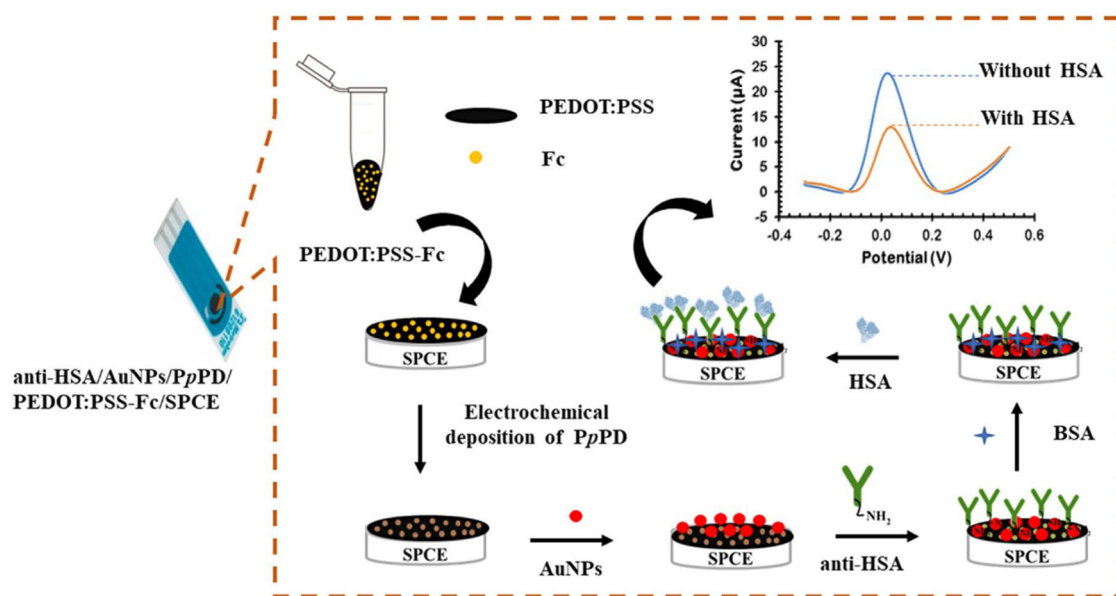 PEDOT:PSS
Fc
PEDOT:PSS-Fc
SPCE
anti-HSA/AuNPs/PpPD/
PEDOT:PSS-Fc/SPCE
Electrochemical
deposition of PpPD
SPCE
AuNPs
SPCE
NH2
anti-HSA
SPCE
BSA
SPCE
HSA
SPCE
Current (µA)
30
25
20
15
10
5
0
-5
-0.4
-0.2
0.0
0.2
0.4
0.6
Potential (V)
Without HSA
With HSA